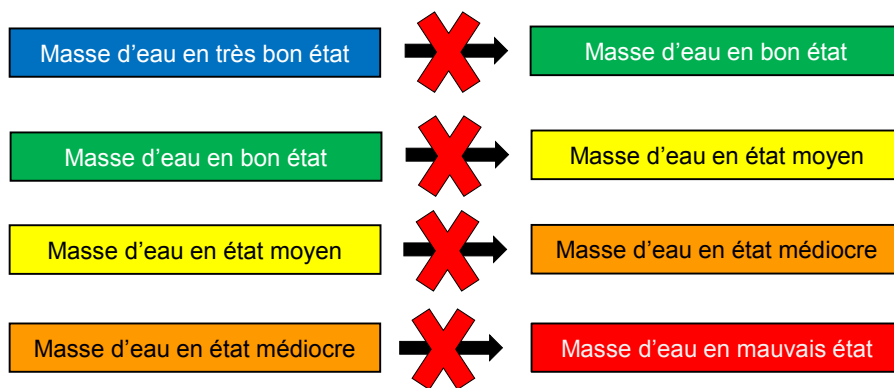 Masse d'eau en très bon état
Masse d'eau en bon état
Masse d'eau en bon état
Masse d'eau en état moyen
Masse d'eau en état moyen
Masse d'eau en état médiocre
Masse d'eau en état médiocre
Masse d'eau en mauvais état